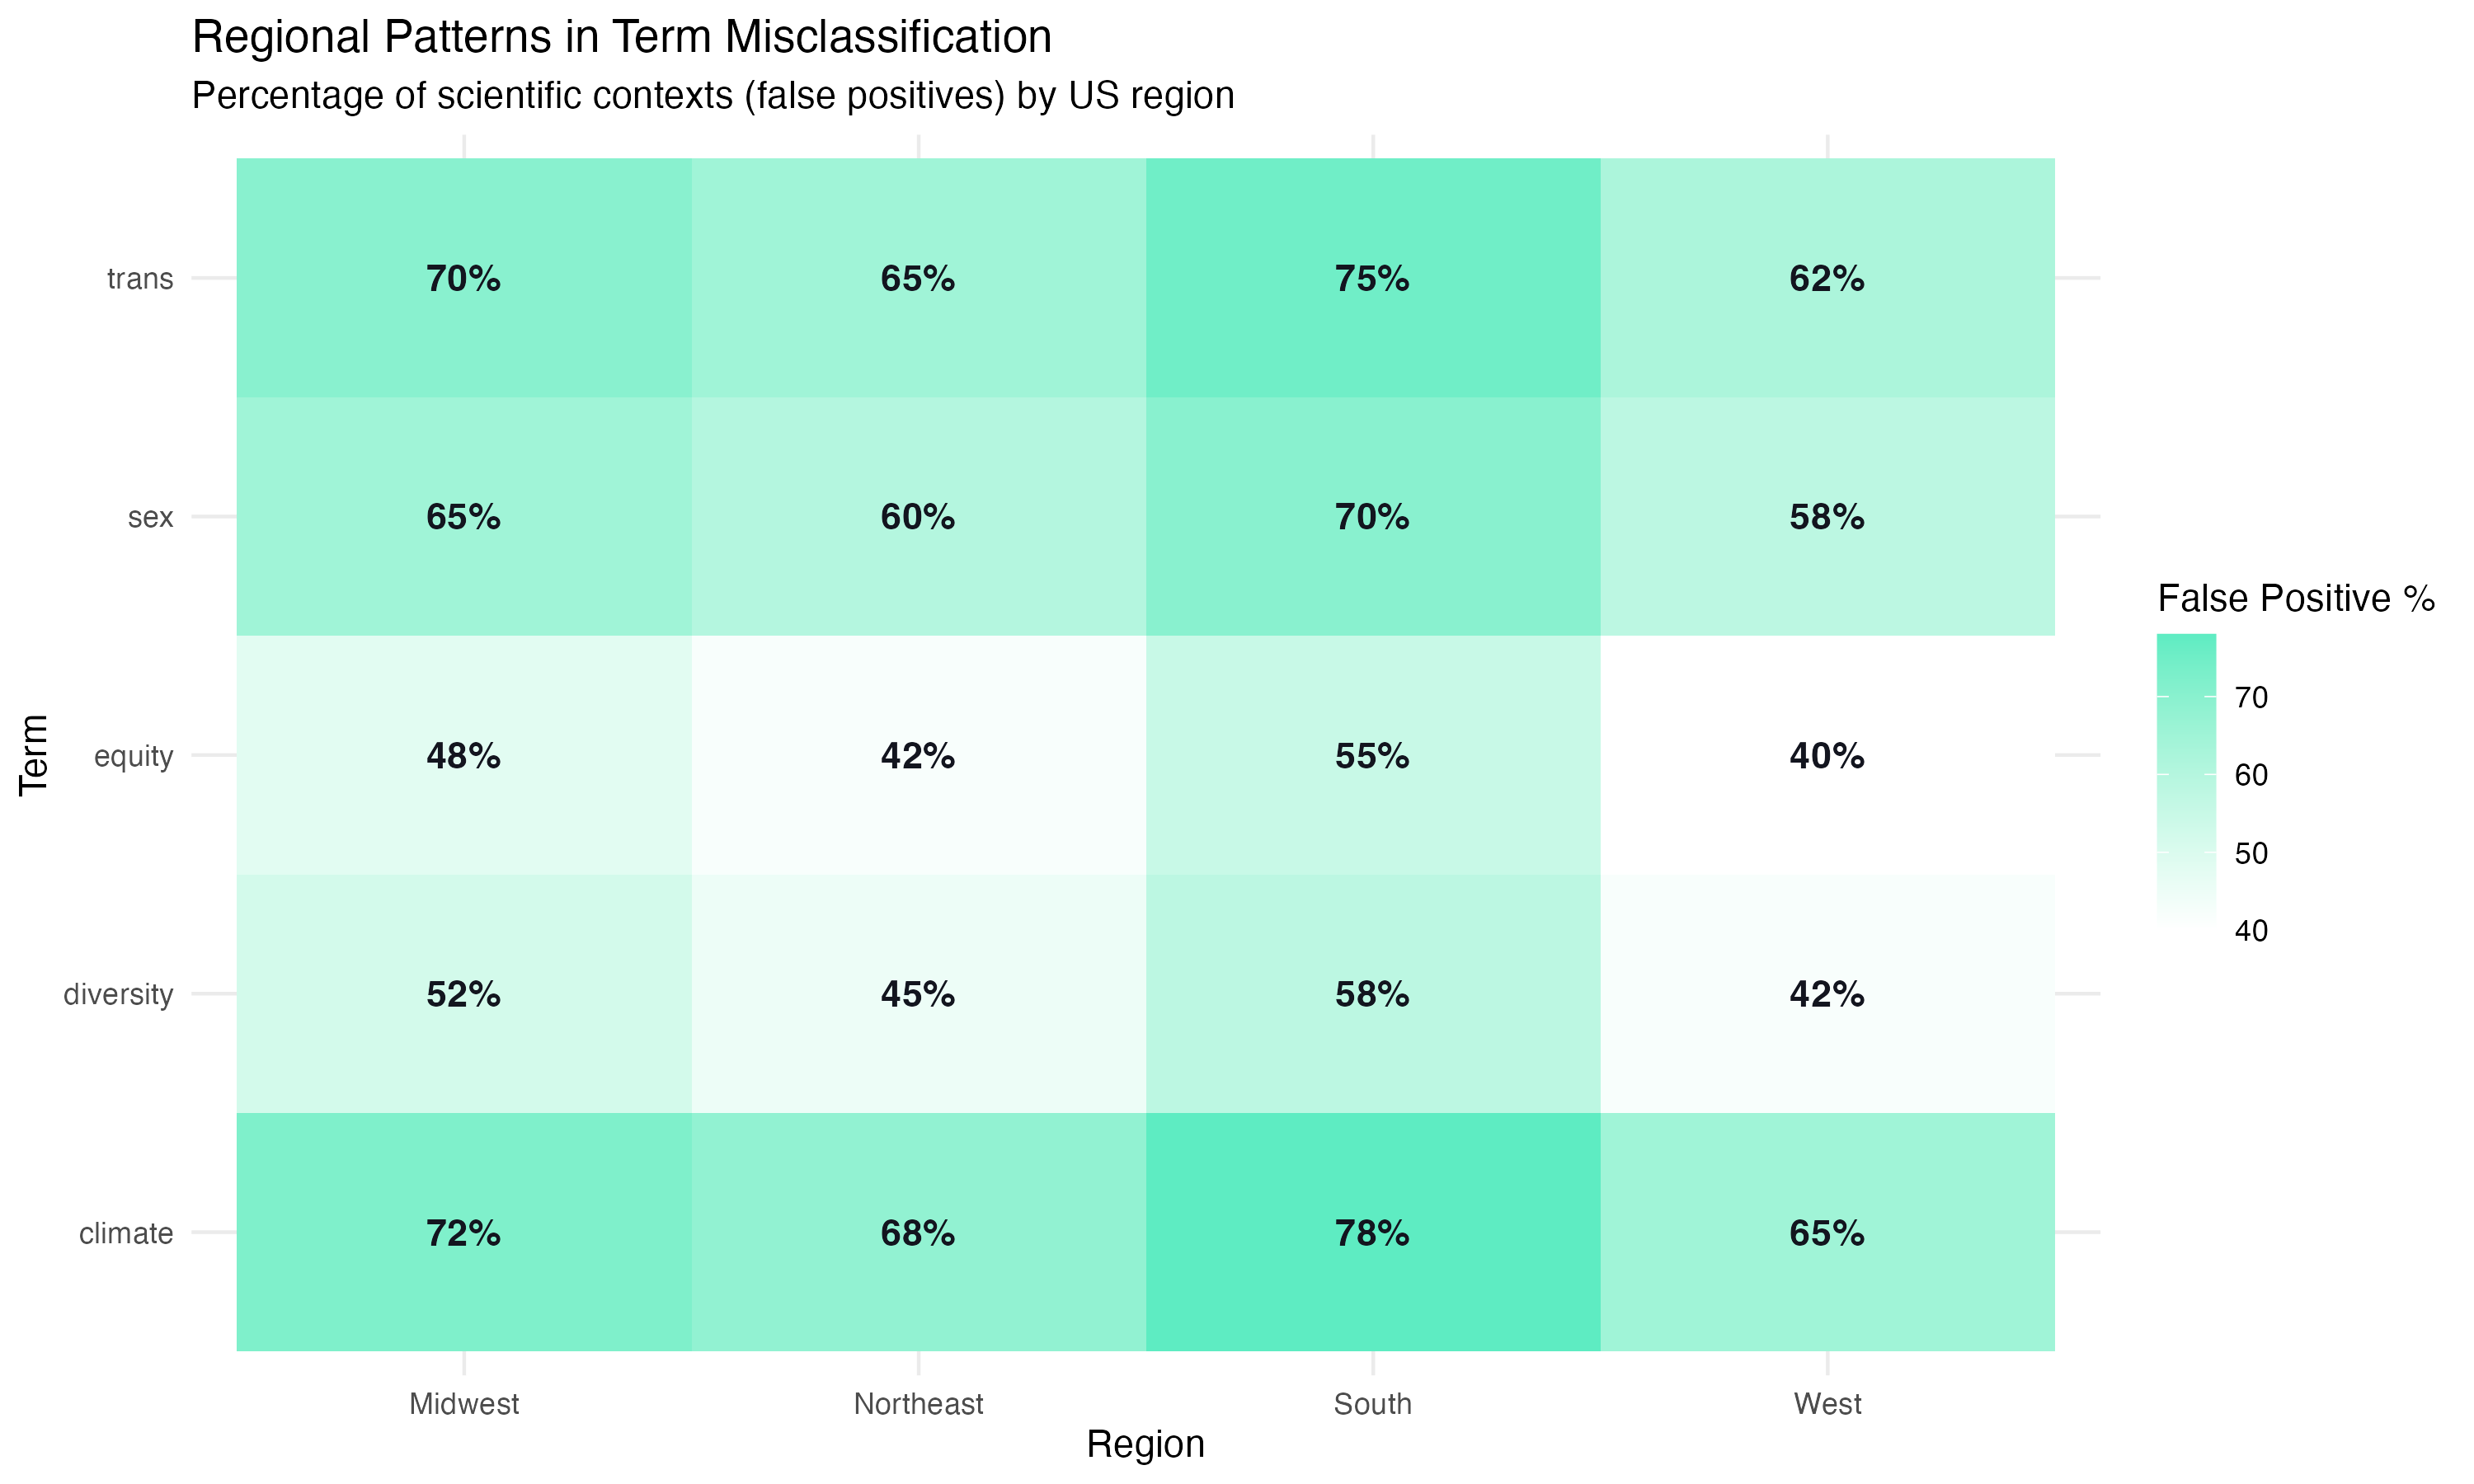 Regional Patterns in Term Misclassification
Percentage of scientific contexts (false positives) by US region
Term
trans
70%
65%
75%
62%
sex
65%
60%
70%
58%
equity
48%
42%
55%
40%
diversity
52%
45%
58%
42%
climate
72%
68%
78%
65%
Midwest
Northeast
South
West
Region
False Positive %
70
60
50
40